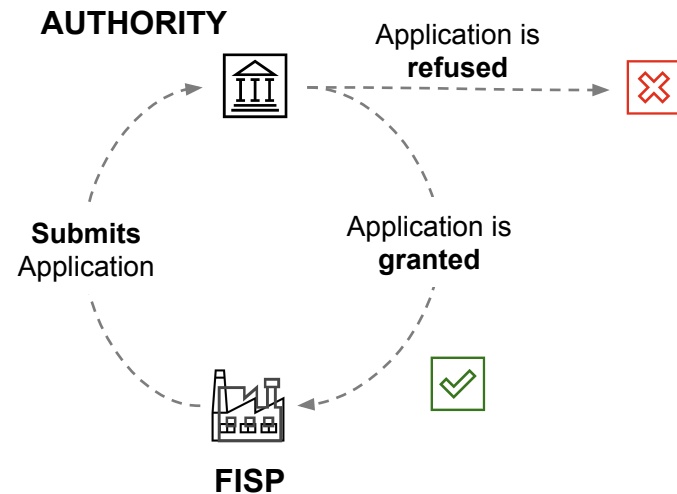 AUTHORITY
Application is
refused
Submits
Application
Application is
granted
FISP